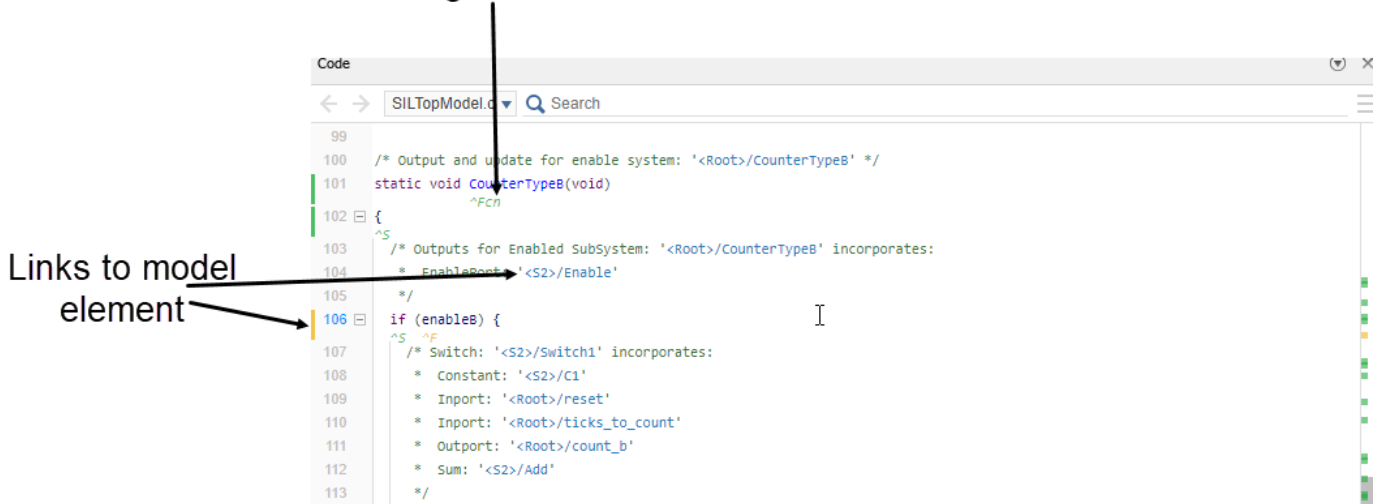 Code
SILTopModel.c Search
99
100 /* Output and update for enable system: '<Root>/CounterTypeB' */
101 static void CounterTypeB(void)
^Fcn
102 {
^S
103 /* Outputs for Enabled SubSystem: '<Root>/CounterTypeB' incorporates:
Links to model
104 * EnablePort: '<S2>/Enable'
element
105 */
106 if (enableB) {
^S ^F
107 /* Switch: '<S2>/Switch1' incorporates:
108 * Constant: '<S2>/C1'
109 * Inport: '<Root>/reset'
110 * Inport: '<Root>/ticks_to_count'
111 * Outport: '<Root>/count_b'
112 * Sum: '<S2>/Add'
113 */